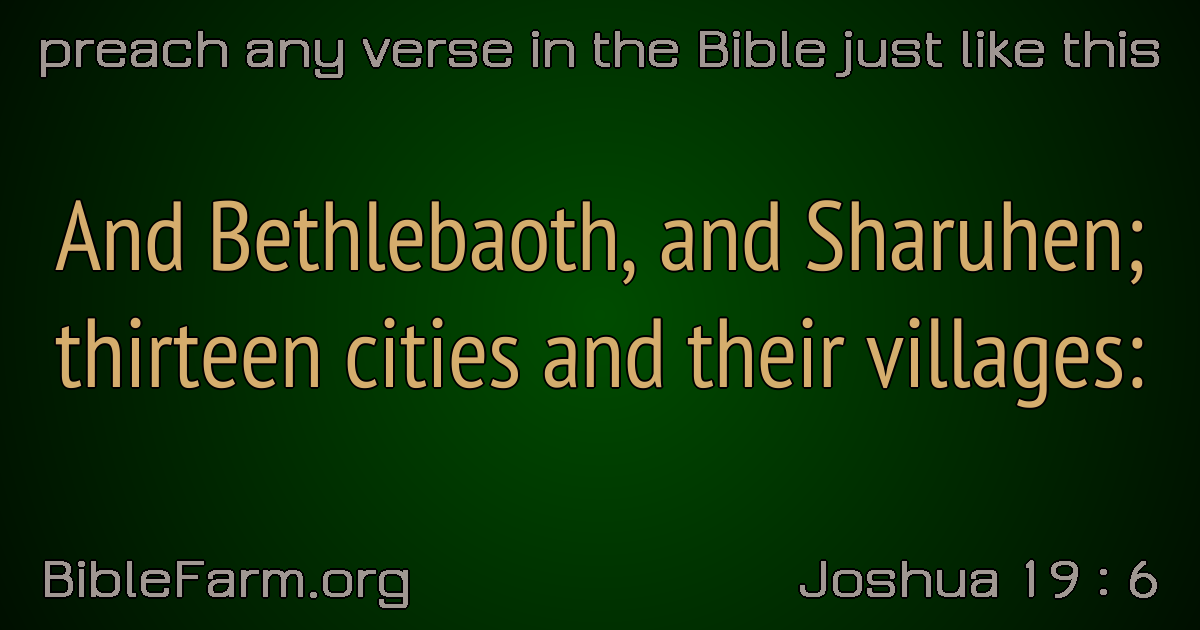 preach any verse in the Bible just like this
And Bethlebaoth, and Sharuhen;
thirteen cities and their villages:
BibleFarm.org
Joshua 19 : 6